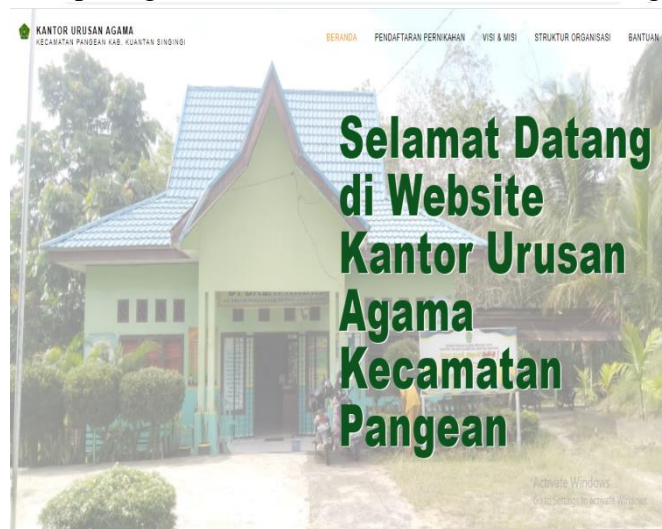 KANTOR URUSAN AGAMA
KECAMATAN PANGEAN KAB. KUANTAN SINGINGI
BERANDA PENDAFTARAN PERNIKAHAN VISI & MISI STRUKTUR ORGANISASI BANTUAN
Selamat Datang
di Website
Kantor Urusan
Agama
Kecamatan
Pangean
Activate Windows
Go to Settings to activate Windows.